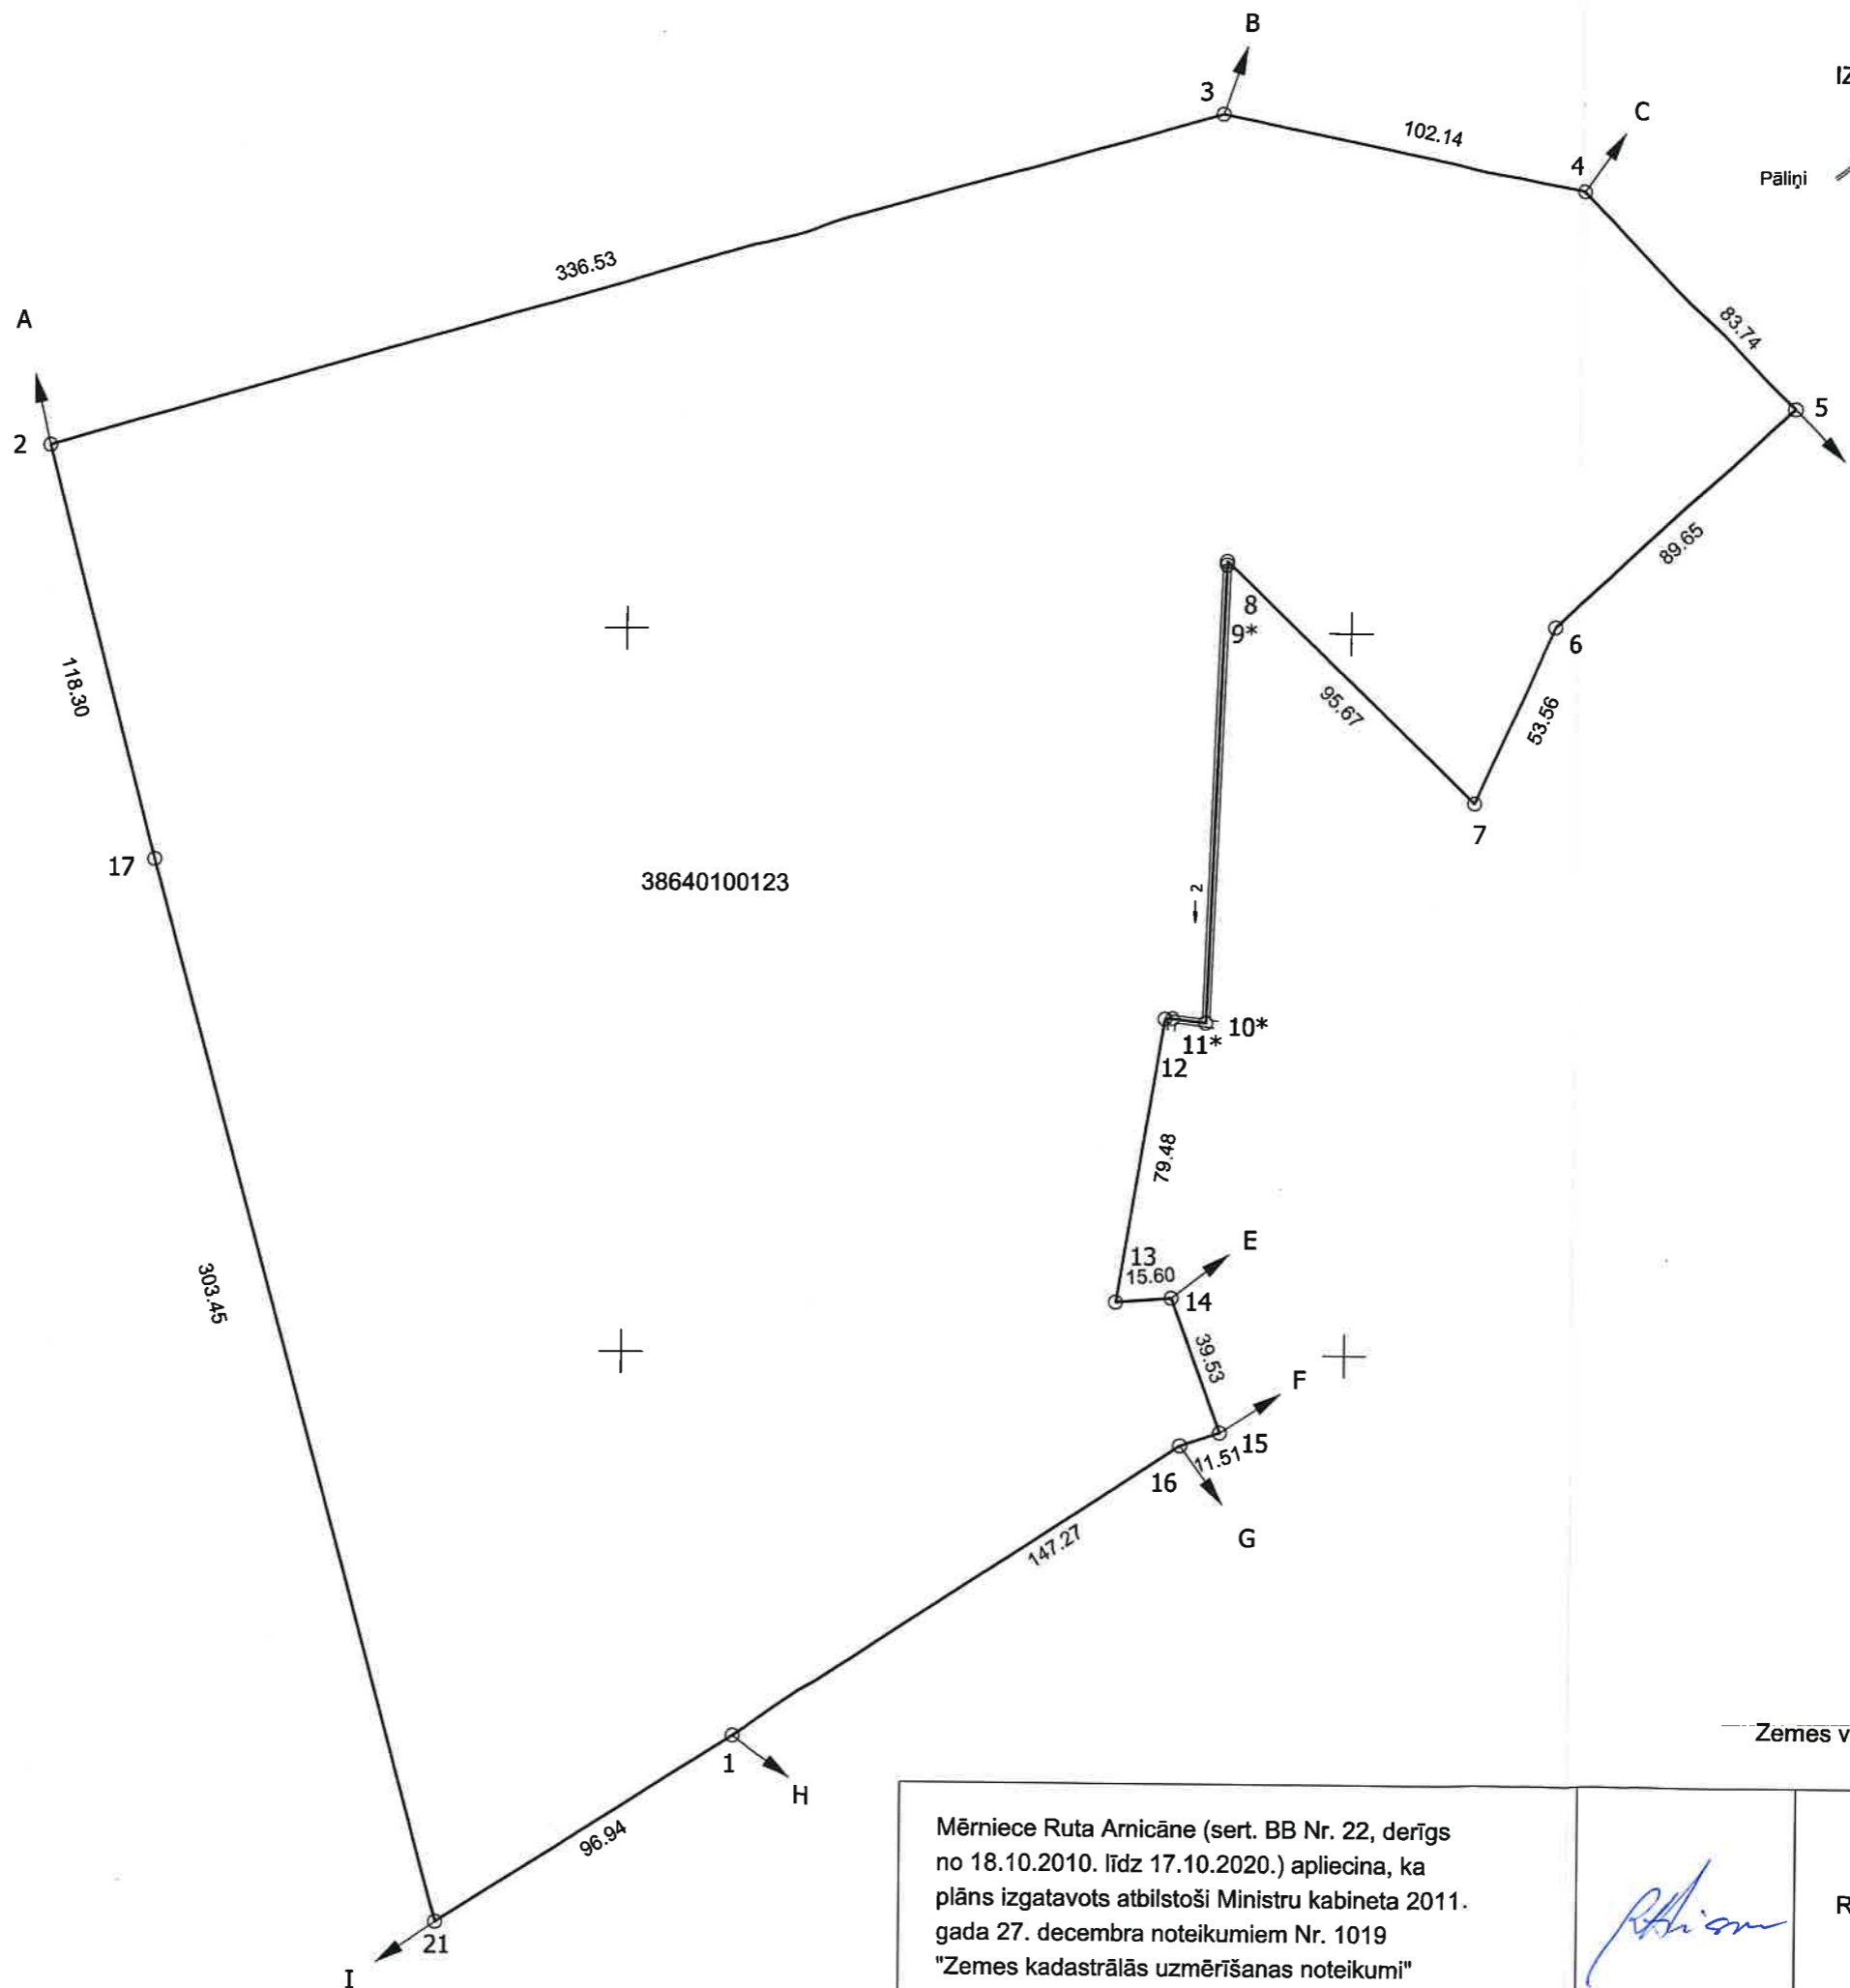 B
IZ
3
C
102.14
4
Pāliņi
336.53
A
83.74
2
5
89.65
8
9*
6
118.30
95.67
53.56
7
17
38640100123
2
10*
11*
12
79.48
E
13
15.60
14
303.45
39.53
F
15
11.51
16
G
147.27
Zemes v
1
H
96.94
21
I
Mērniece Ruta Arnicāne (sert. BB Nr. 22, derīgs
no 18.10.2010. līdz 17.10.2020.) apliecina, ka
plāns izgatavots atbilstoši Ministru kabineta 2011.
gada 27. decembra noteikumiem Nr. 1019
"Zemes kadastrālās uzmērīšanas noteikumi"
R